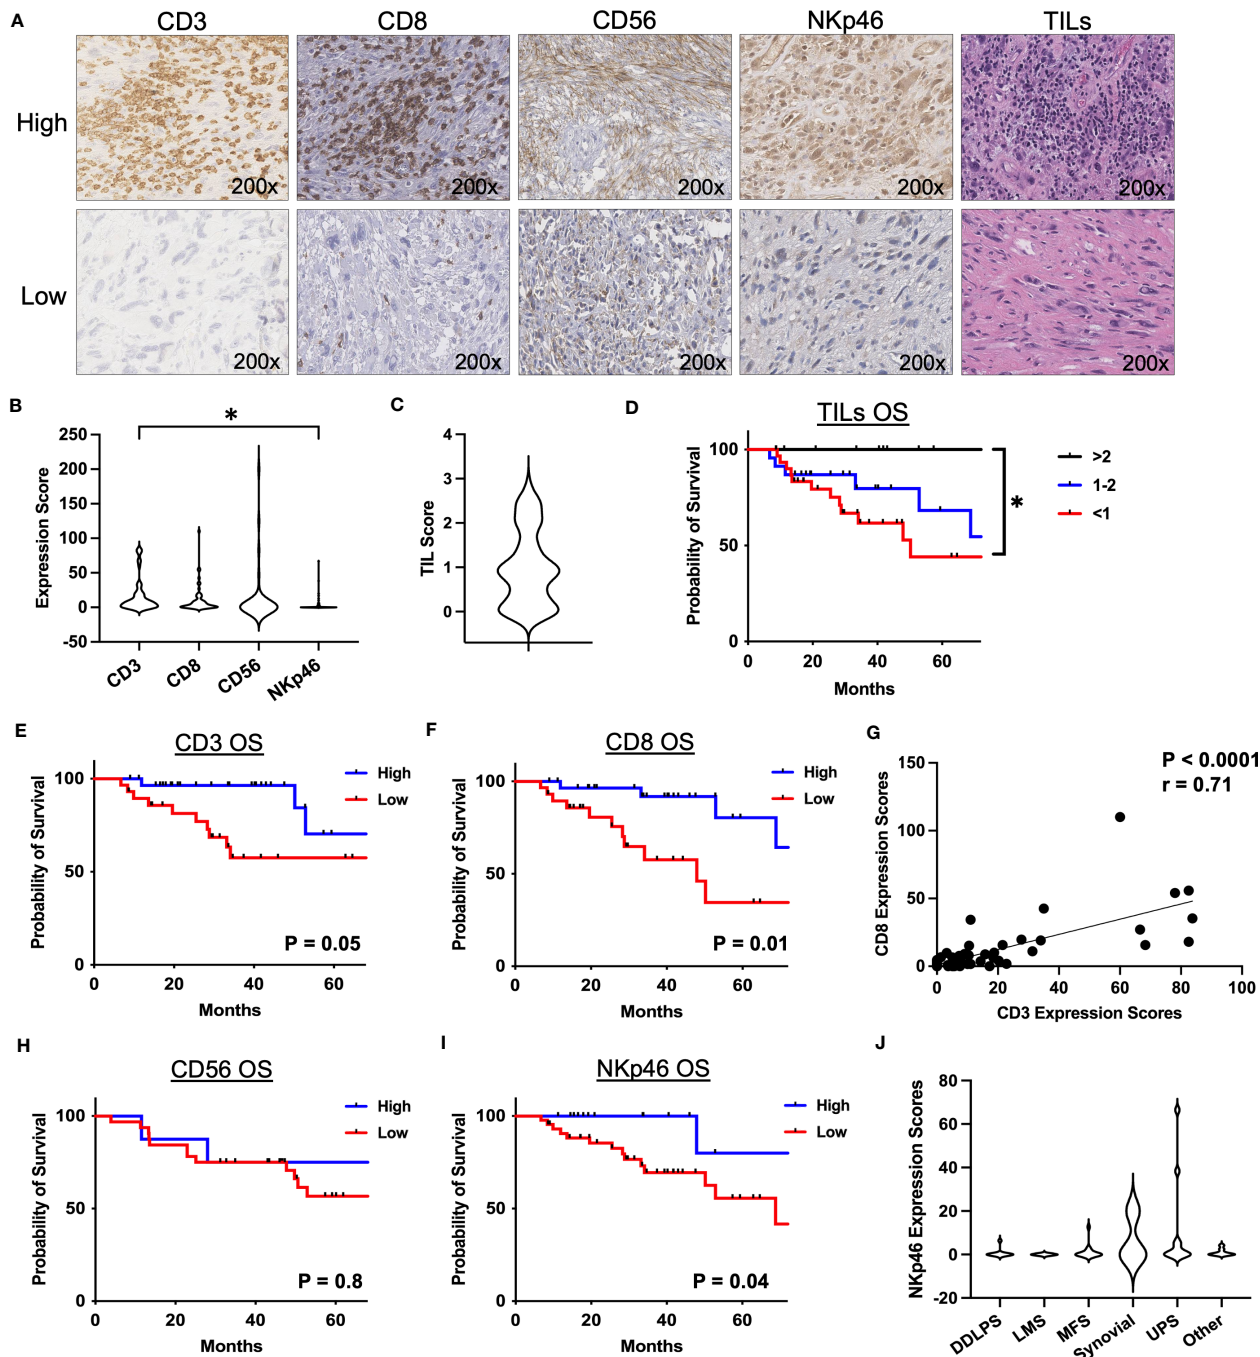 A
CD3 CD8 CD56 NKp46 TILs
High
200x 200x 200x 200x 200x
Low
200x 200x 200x 200x 200x
B
Expression Score
250
200
150
100
50
0
-50
*
CD3 CD8 CD56 NKp46
C
TIL Score
4
3
2
1
0
D
TILs OS
Probability of Survival
100
50
0
0 20 40 60
Months
>2
1-2
<1
*
E
CD3 OS
Probability of Survival
100
50
0
0 20 40 60
Months
High
Low
P = 0.05
F
CD8 OS
Probability of Survival
100
50
0
0 20 40 60
Months
High
Low
P = 0.01
G
P < 0.0001
r = 0.71
CD8 Expression Scores
150
100
50
0
0 20 40 60 80 100
CD3 Expression Scores
H
CD56 OS
Probability of Survival
100
50
0
0 20 40 60
Months
High
Low
P = 0.8
I
NKp46 OS
Probability of Survival
100
50
0
0 20 40 60
Months
High
Low
P = 0.04
J
NKp46 Expression Scores
80
60
40
20
0
-20
DDLPS LMS MFS Synovial UPS Other